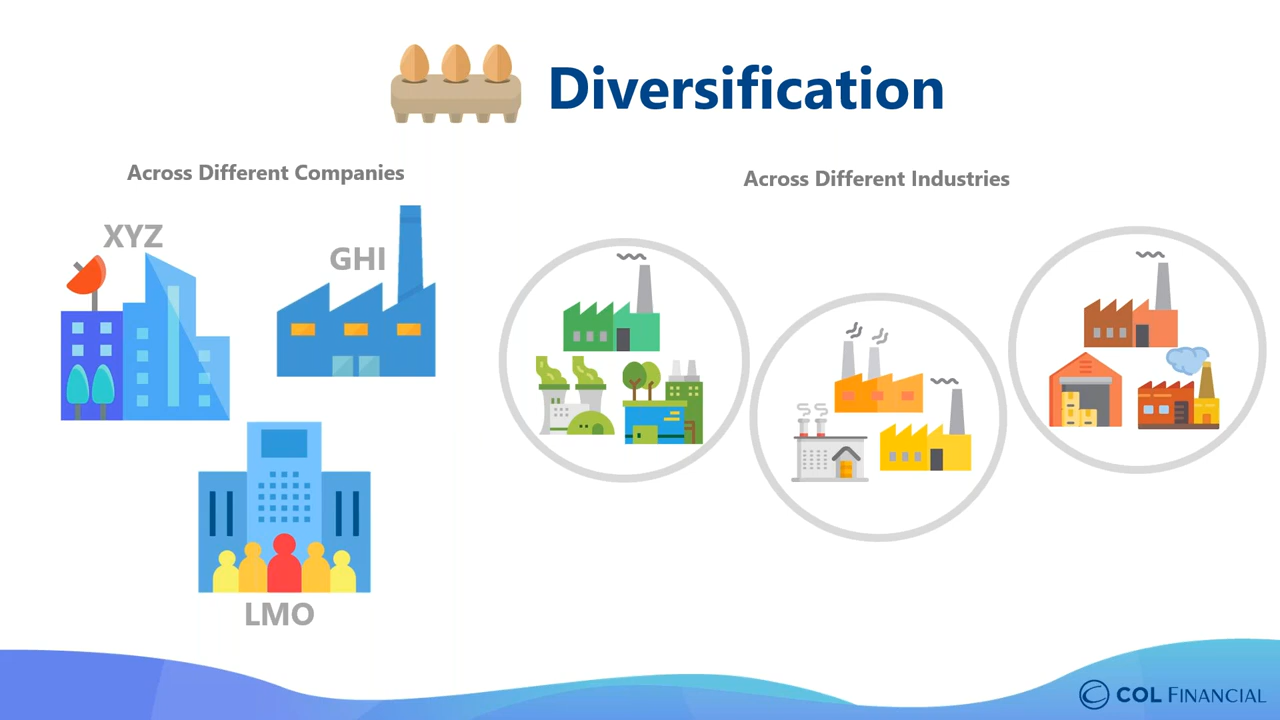 Diversification
Across Different Companies
XYZ
GHI
LMO
Across Different Industries
COL FINANCIAL